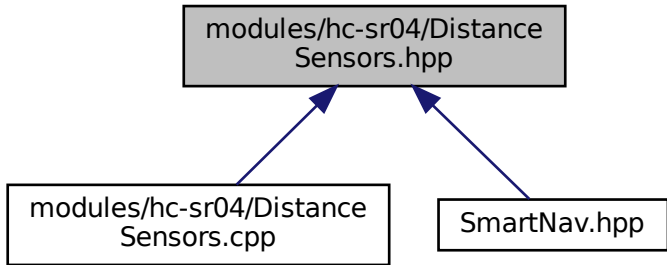 modules/hc-sr04/Distance
Sensors.hpp
modules/hc-sr04/Distance
Sensors.cpp
SmartNav.hpp